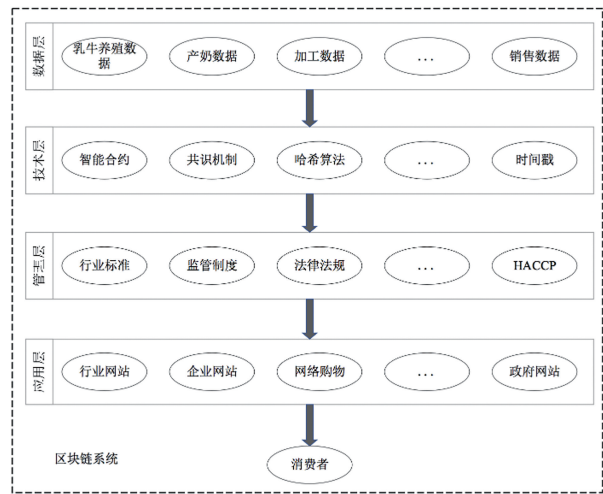 数据层
乳牛养殖数
据
产奶数据
加工数据
...
销售数据
技术层
智能合约
共识机制
哈希算法
...
时间戳
管理层
行业标准
监管制度
法律法规
...
HACCP
应用层
行业网站
企业网站
网络购物
...
政府网站
区块链系统
消费者